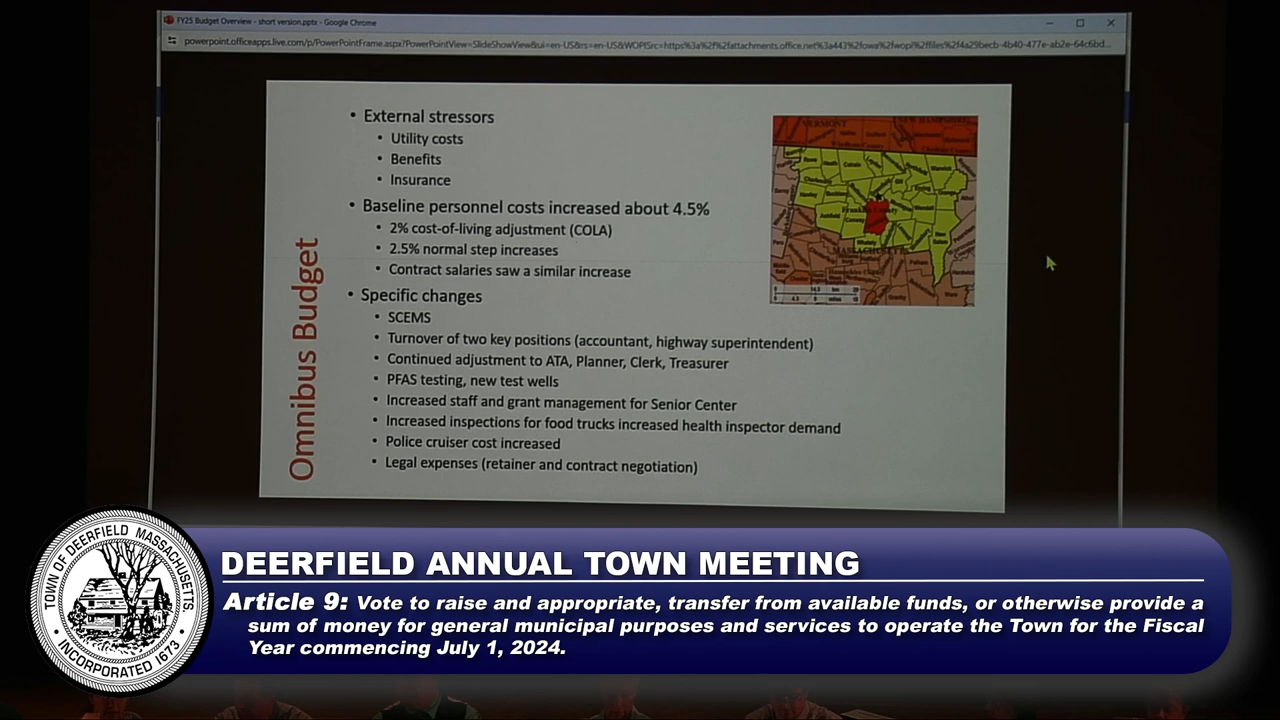 FY25 Budget Overview - short version.pptx - Google Chrome
• External stressors
• Utility costs
• Benefits
• Insurance
• Baseline personnel costs increased about 4.5%
• 2% cost-of-living adjustment (COLA)
• 2.5% normal step increases
• Contract salaries saw a similar increase
• Specific changes
• SCEMS
• Turnover of two key positions (accountant, highway superintendent)
• Continued adjustment to ATA, Planner, Clerk, Treasurer
• PFAS testing, new test wells
• Increased staff and grant management for Senior Center
• Increased inspections for food trucks increased health inspector demand
• Police cruiser cost increased
• Legal expenses (retainer and contract negotiation)
Omnibus Budget
VERMONT
MASSACHUSETTS
TOWN OF DEERFIELD MASSACHUSETTS.
• INCORPORATED 1673 •
DEERFIELD ANNUAL TOWN MEETING
Article 9: Vote to raise and appropriate, transfer from available funds, or otherwise provide a
sum of money for general municipal purposes and services to operate the Town for the Fiscal
Year commencing July 1, 2024.